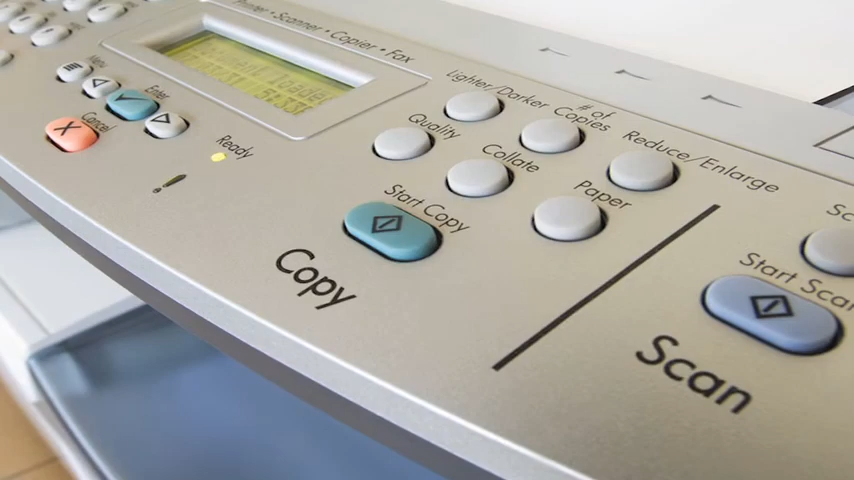 Printer • Scanner • Copier • Fax
Menu
Enter
Cancel
Ready
Lighter/Darker
# of
Copies
Quality
Collate
Reduce/Enlarge
Paper
Start Copy
Copy
Start Scan
Scan